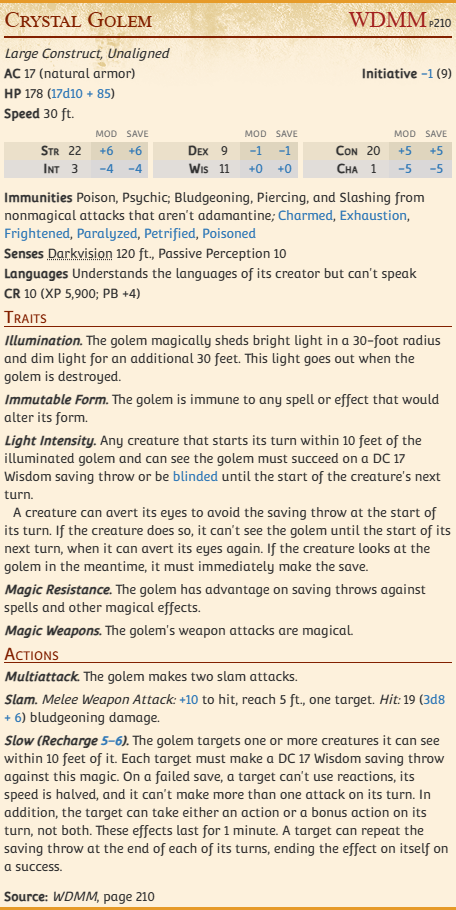 Crystal Golem WDMM P210
Large Construct, Unaligned
AC 17 (natural armor) Initiative −1 (9)
HP 178 (17d10 + 85)
Speed 30 ft.
MOD SAVE MOD SAVE MOD SAVE
Str 22 +6 +6 Dex 9 −1 −1 Con 20 +5 +5
Int 3 −4 −4 Wis 11 +0 +0 Cha 1 −5 −5
Immunities Poison, Psychic; Bludgeoning, Piercing, and Slashing from
nonmagical attacks that aren't adamantine; Charmed, Exhaustion,
Frightened, Paralyzed, Petrified, Poisoned
Senses Darkvision 120 ft., Passive Perception 10
Languages Understands the languages of its creator but can't speak
CR 10 (XP 5,900; PB +4)
Traits
Illumination. The golem magically sheds bright light in a 30-foot radius
and dim light for an additional 30 feet. This light goes out when the
golem is destroyed.
Immutable Form. The golem is immune to any spell or effect that would
alter its form.
Light Intensity. Any creature that starts its turn within 10 feet of the
illuminated golem and can see the golem must succeed on a DC 17
Wisdom saving throw or be blinded until the start of the creature's next
turn.
A creature can avert its eyes to avoid the saving throw at the start of
its turn. If the creature does so, it can't see the golem until the start of its
next turn, when it can avert its eyes again. If the creature looks at the
golem in the meantime, it must immediately make the save.
Magic Resistance. The golem has advantage on saving throws against
spells and other magical effects.
Magic Weapons. The golem's weapon attacks are magical.
Actions
Multiattack. The golem makes two slam attacks.
Slam. Melee Weapon Attack: +10 to hit, reach 5 ft., one target. Hit: 19 (3d8
+ 6) bludgeoning damage.
Slow (Recharge 5–6). The golem targets one or more creatures it can see
within 10 feet of it. Each target must make a DC 17 Wisdom saving throw
against this magic. On a failed save, a target can't use reactions, its
speed is halved, and it can't make more than one attack on its turn. In
addition, the target can take either an action or a bonus action on its
turn, not both. These effects last for 1 minute. A target can repeat the
saving throw at the end of each of its turns, ending the effect on itself on
a success.
Source: WDMM, page 210